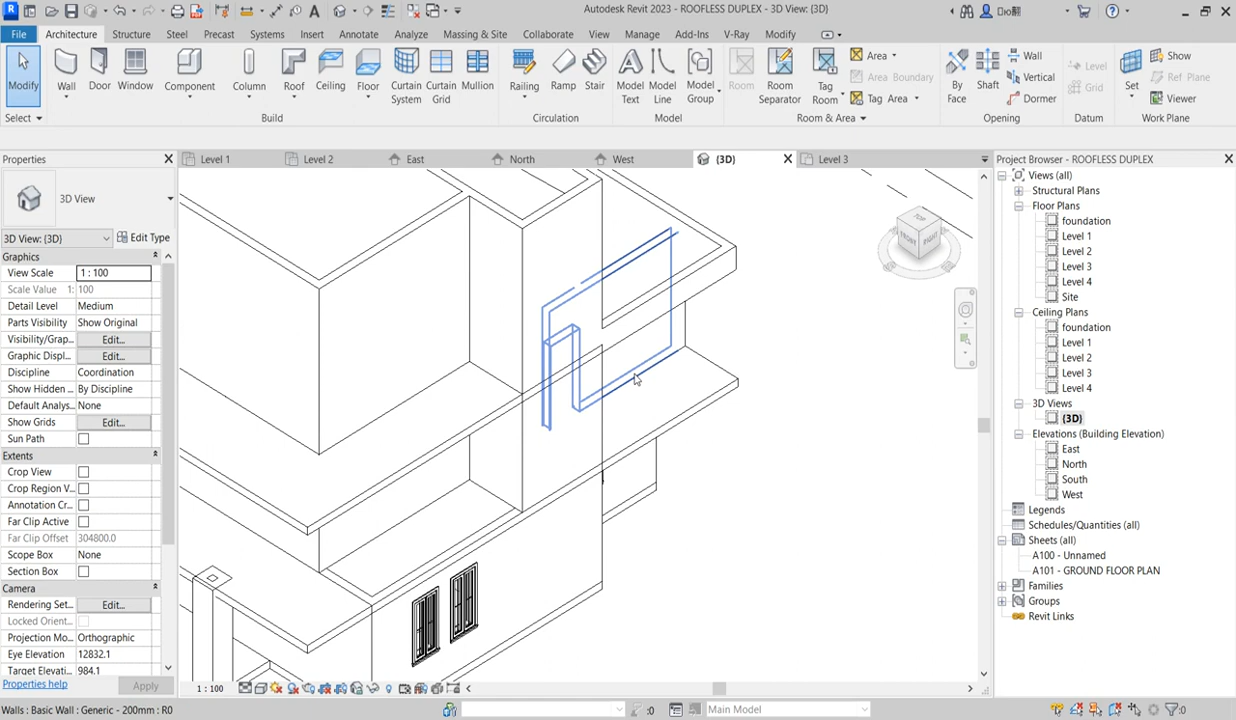 Autodesk Revit 2023 - ROOFLESS DUPLEX - 3D View: {3D}
File Architecture Structure Steel Precast Systems Insert Annotate Analyze Massing & Site Collaborate View Manage Add-Ins V-Ray Modify
Modify Wall Door Window Component Column Roof Ceiling Floor Curtain System Curtain Grid Mullion Railing Ramp Stair Model Text Model Line Model Group Room Room Separator Tag Room By Face Shaft Set
Area
Area Boundary
Tag Area
Wall
Vertical
Dormer
Level
Grid
Show
Ref Plane
Viewer
Select Build Circulation Model Room & Area Opening Datum Work Plane
Properties
Level 1 Level 2 East North West {3D} Level 3
Project Browser - ROOFLESS DUPLEX
3D View
3D View: {3D} Edit Type
Graphics
View Scale 1 : 100
Scale Value 1: 100
Detail Level Medium
Parts Visibility Show Original
Visibility/Grap... Edit...
Graphic Displ... Edit...
Discipline Coordination
Show Hidden ... By Discipline
Default Analys... None
Show Grids Edit...
Sun Path
Extents
Crop View
Crop Region V...
Annotation Cr...
Far Clip Active
Far Clip Offset 304800.0
Scope Box None
Section Box
Camera
Rendering Set... Edit...
Locked Orient...
Projection Mo... Orthographic
Eye Elevation 12832.1
Target Elevati... 984.1
Properties help Apply
TOP
FRONT RIGHT
Views (all)
Structural Plans
Floor Plans
foundation
Level 1
Level 2
Level 3
Level 4
Site
Ceiling Plans
foundation
Level 1
Level 2
Level 3
Level 4
3D Views
{3D}
Elevations (Building Elevation)
East
North
South
West
Legends
Schedules/Quantities (all)
Sheets (all)
A100 - Unnamed
A101 - GROUND FLOOR PLAN
Families
Groups
Revit Links
1 : 100
Walls : Basic Wall : Generic - 200mm : R0
:0 Main Model :0